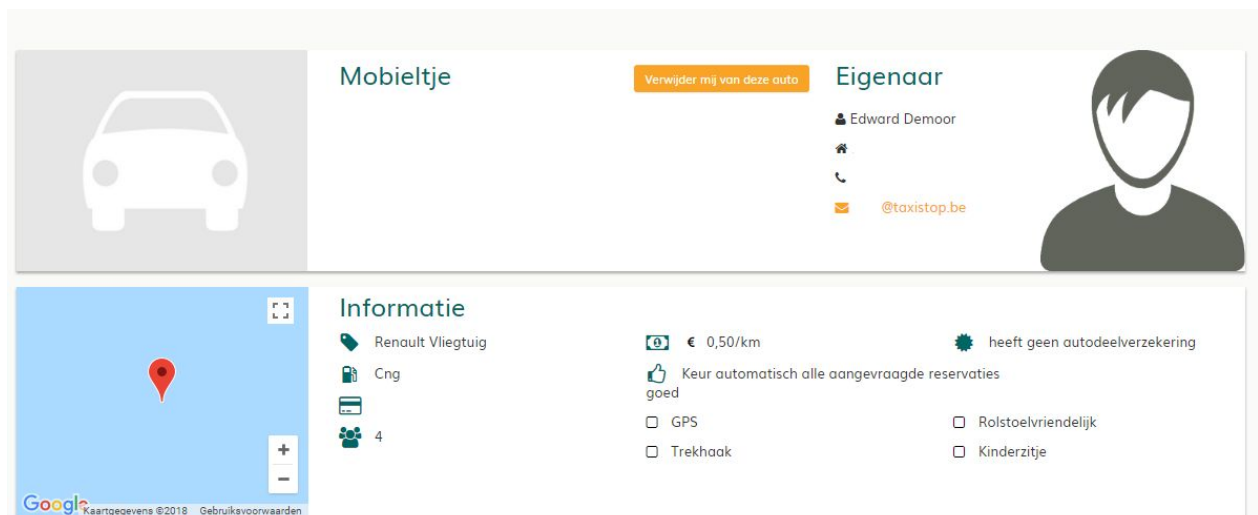 Mobieltje
Verwijder mij van deze auto
Eigenaar
Edward Demoor
@taxistop.be
Informatie
Renault Vliegtuig
€ 0,50/km
heeft geen autodeelverzekering
Cng
Keur automatisch alle aangevraagde reservaties
goed
4
GPS
Rolstoelvriendelijk
Trekhaak
Kinderzitje
Google
Kaartgegevens ©2018 Gebruiksvoorwaarden